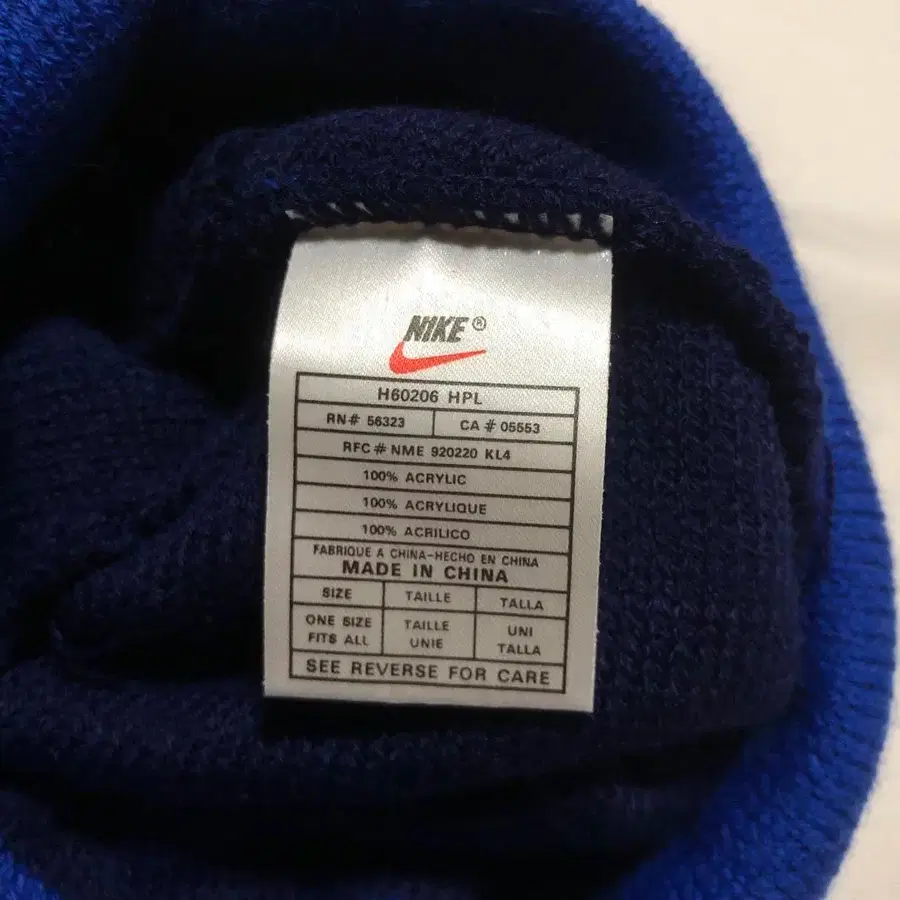 NIKE®
H60206 HPL
RN# 56323 CA # 05553
RFC # NME 920220 KL4
100% ACRYLIC
100% ACRYLIQUE
100% ACRILICO
FABRIQUE A CHINA-HECHO EN CHINA
MADE IN CHINA
SIZE TAILLE TALLA
ONE SIZE TAILLE UNI
FITS ALL UNIE TALLA
SEE REVERSE FOR CARE